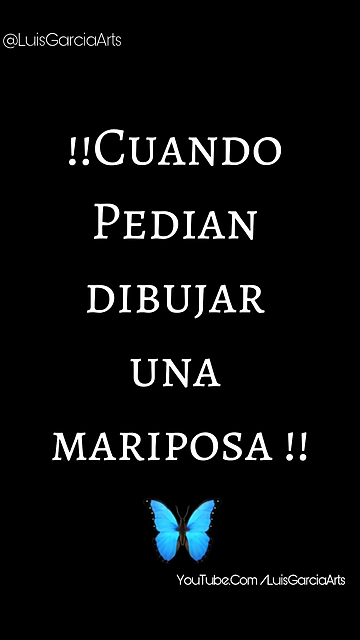 @LuisGarciaArts
!!Cuando
Pedian
dibujar
una
mariposa !!
YouTube.Com /LuisGarciaArts